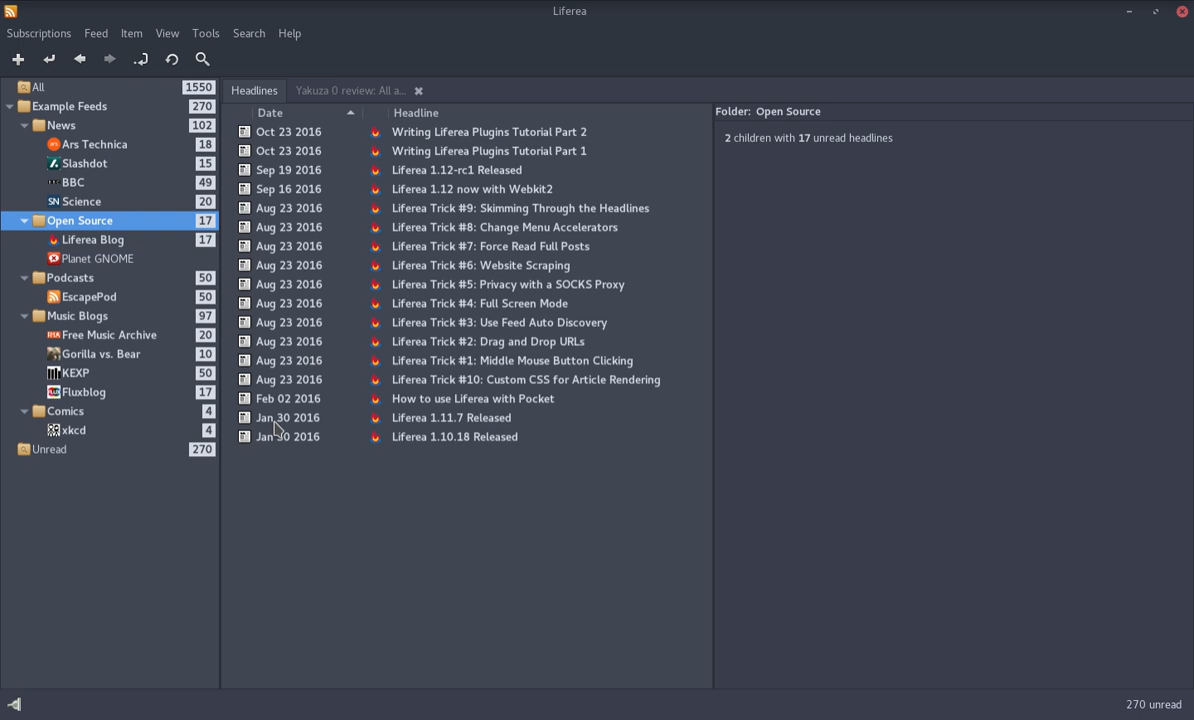 Liferea
Subscriptions Feed Item View Tools Search Help
All 1550
Example Feeds 270
News 102
Ars Technica 18
Slashdot 15
BBC 49
SN Science 20
Open Source 17
Liferea Blog 17
Planet GNOME
Podcasts 50
EscapePod 50
Music Blogs 97
FMA Free Music Archive 20
Gorilla vs. Bear 10
KEXP 50
Fluxblog 17
Comics 4
xkcd 4
Unread 270
Headlines Yakuza 0 review: All a...
Date Headline
Oct 23 2016 Writing Liferea Plugins Tutorial Part 2
Oct 23 2016 Writing Liferea Plugins Tutorial Part 1
Sep 19 2016 Liferea 1.12-rc1 Released
Sep 16 2016 Liferea 1.12 now with Webkit2
Aug 23 2016 Liferea Trick #9: Skimming Through the Headlines
Aug 23 2016 Liferea Trick #8: Change Menu Accelerators
Aug 23 2016 Liferea Trick #7: Force Read Full Posts
Aug 23 2016 Liferea Trick #6: Website Scraping
Aug 23 2016 Liferea Trick #5: Privacy with a SOCKS Proxy
Aug 23 2016 Liferea Trick #4: Full Screen Mode
Aug 23 2016 Liferea Trick #3: Use Feed Auto Discovery
Aug 23 2016 Liferea Trick #2: Drag and Drop URLs
Aug 23 2016 Liferea Trick #1: Middle Mouse Button Clicking
Aug 23 2016 Liferea Trick #10: Custom CSS for Article Rendering
Feb 02 2016 How to use Liferea with Pocket
Jan 30 2016 Liferea 1.11.7 Released
Jan 30 2016 Liferea 1.10.18 Released
Folder: Open Source
2 children with 17 unread headlines
270 unread